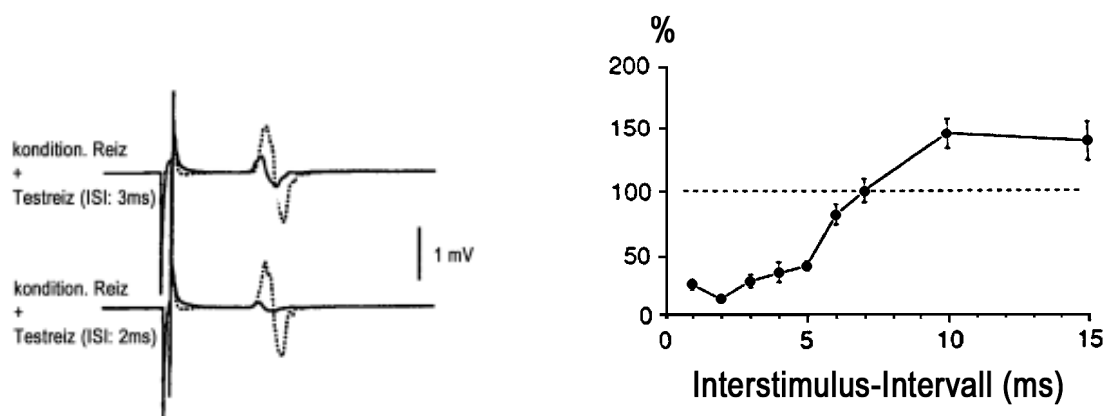 kondition. Reiz
+
Testreiz (ISI: 3ms)
1 mV
kondition. Reiz
+
Testreiz (ISI: 2ms)
%
200
150
100
50
0
0 5 10 15
Interstimulus-Intervall (ms)